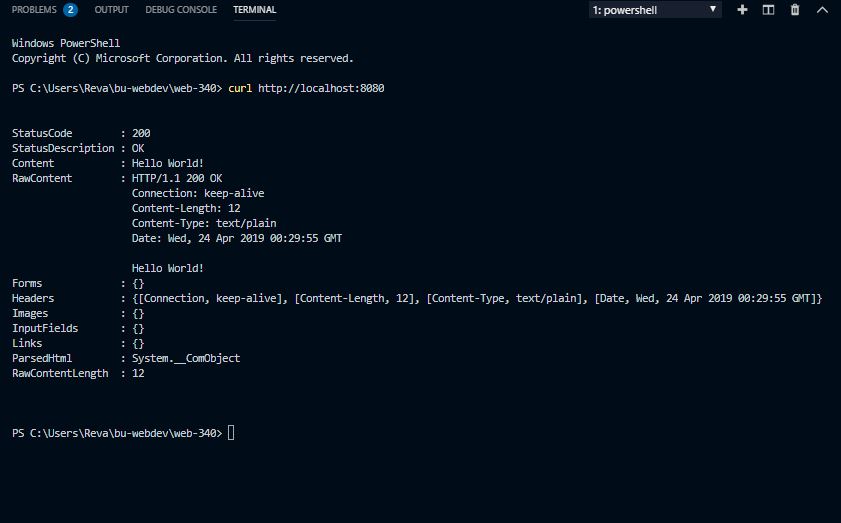 PROBLEMS 2 OUTPUT DEBUG CONSOLE TERMINAL 1: powershell
Windows PowerShell
Copyright (C) Microsoft Corporation. All rights reserved.
PS C:\Users\Reva\bu-webdev\web-340> curl http://localhost:8080
StatusCode : 200
StatusDescription : OK
Content : Hello World!
RawContent : HTTP/1.1 200 OK
Connection: keep-alive
Content-Length: 12
Content-Type: text/plain
Date: Wed, 24 Apr 2019 00:29:55 GMT
Hello World!
Forms : {}
Headers : {[Connection, keep-alive], [Content-Length, 12], [Content-Type, text/plain], [Date, Wed, 24 Apr 2019 00:29:55 GMT]}
Images : {}
InputFields : {}
Links : {}
ParsedHtml : System.__ComObject
RawContentLength : 12
PS C:\Users\Reva\bu-webdev\web-340>